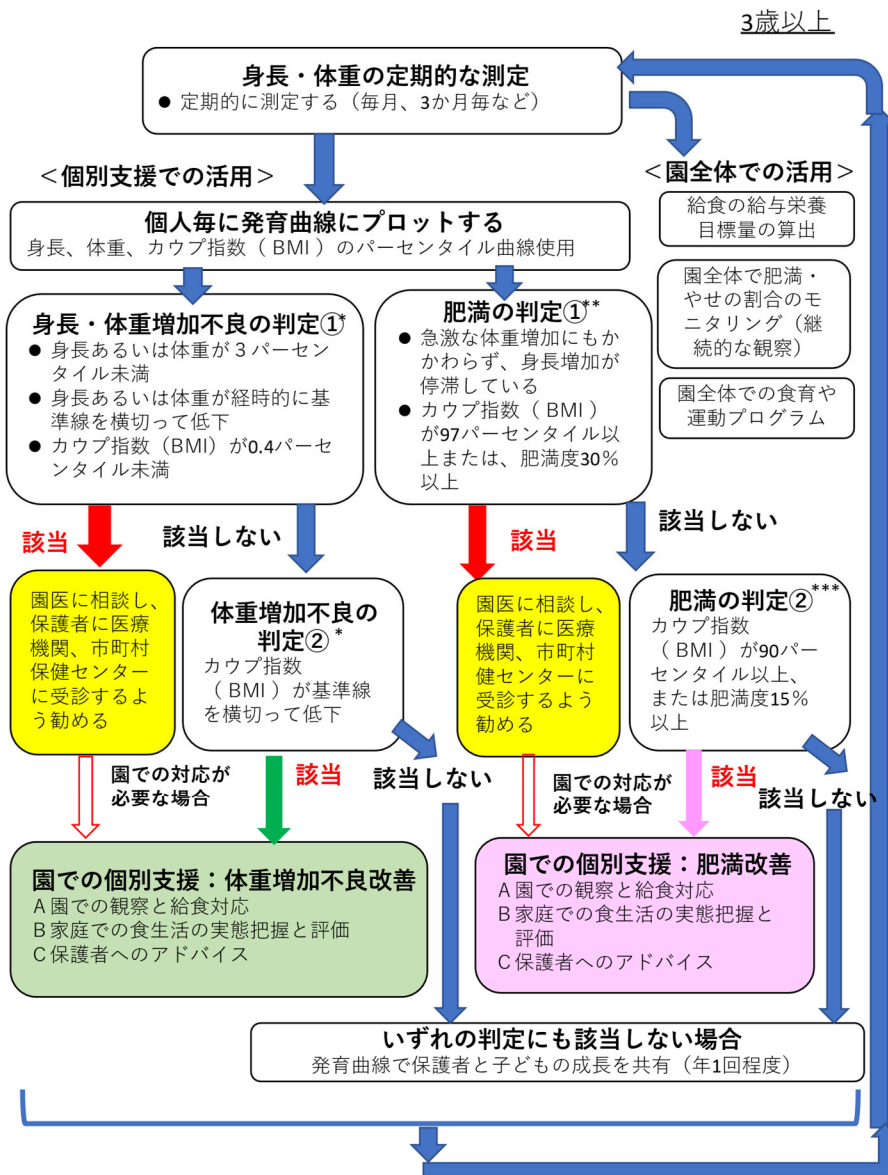 3歳以上
身長・体重の定期的な測定
● 定期的に測定する（毎月、3か月毎など）
＜個別支援での活用＞
＜園全体での活用＞
個人毎に発育曲線にプロットする
身長、体重、カウプ指数（BMI）のパーセンタイル曲線使用
給食の給与栄養
目標量の算出
園全体で肥満・
やせの割合のモ
ニタリング（継
続的な観察）
園全体での食育や
運動プログラム
身長・体重増加不良の判定①*
● 身長あるいは体重が３パーセン
タイル未満
● 身長あるいは体重が経時的に基
準線を横切って低下
● カウプ指数（BMI）が0.4パーセ
ンタイル未満
肥満の判定①**
● 急激な体重増加にもか
かわらず、身長増加が
停滞している
● カウプ指数（BMI）
が97パーセンタイル以
上または、肥満度30％
以上
該当
該当しない
該当
該当しない
園医に相談し、
保護者に医療
機関、市町村
保健センター
に受診するよ
う勧める
体重増加不良の
判定② *
カウプ指数
（BMI）が基準線
を横切って低下
園医に相談し、
保護者に医療
機関、市町村
健センターに
受診するよう
勧める
肥満の判定②***
カウプ指数
（BMI）が90パー
センタイル以上、
または肥満度15％
以上
園での対応が
必要な場合
該当
該当しない
園での対応が
必要な場合
該当
該当しない
園での個別支援：体重増加不良改善
A 園での観察と給食対応
B 家庭での食生活の実態把握と評価
C 保護者へのアドバイス
園での個別支援：肥満改善
A 園での観察と給食対応
B 家庭での食生活の実態把握と
評価
C 保護者へのアドバイス
いずれの判定にも該当しない場合
発育曲線で保護者と子どもの成長を共有（年1回程度）